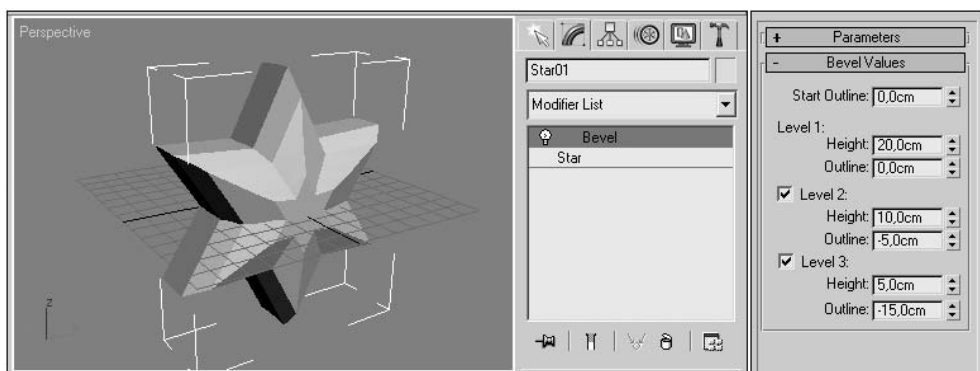 Perspective
z
Star01
Modifier List
Bevel
Star
+ Parameters
- Bevel Values
Start Outline: 0,0cm
Level 1:
Height: 20,0cm
Outline: 0,0cm
Level 2:
Height: 10,0cm
Outline: -5,0cm
Level 3:
Height: 5,0cm
Outline: -15,0cm